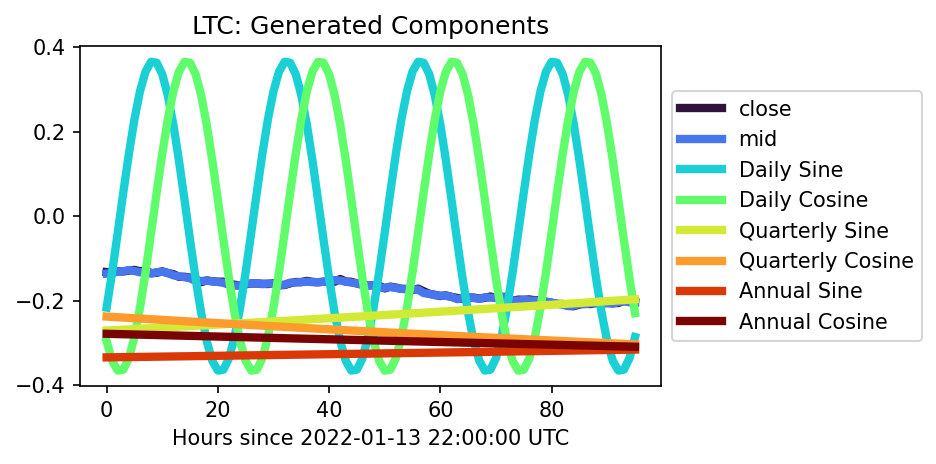 LTC: Generated Components
0.4
0.2
0.0
−0.2
−0.4
0
20
40
60
80
Hours since 2022-01-13 22:00:00 UTC
close
mid
Daily Sine
Daily Cosine
Quarterly Sine
Quarterly Cosine
Annual Sine
Annual Cosine